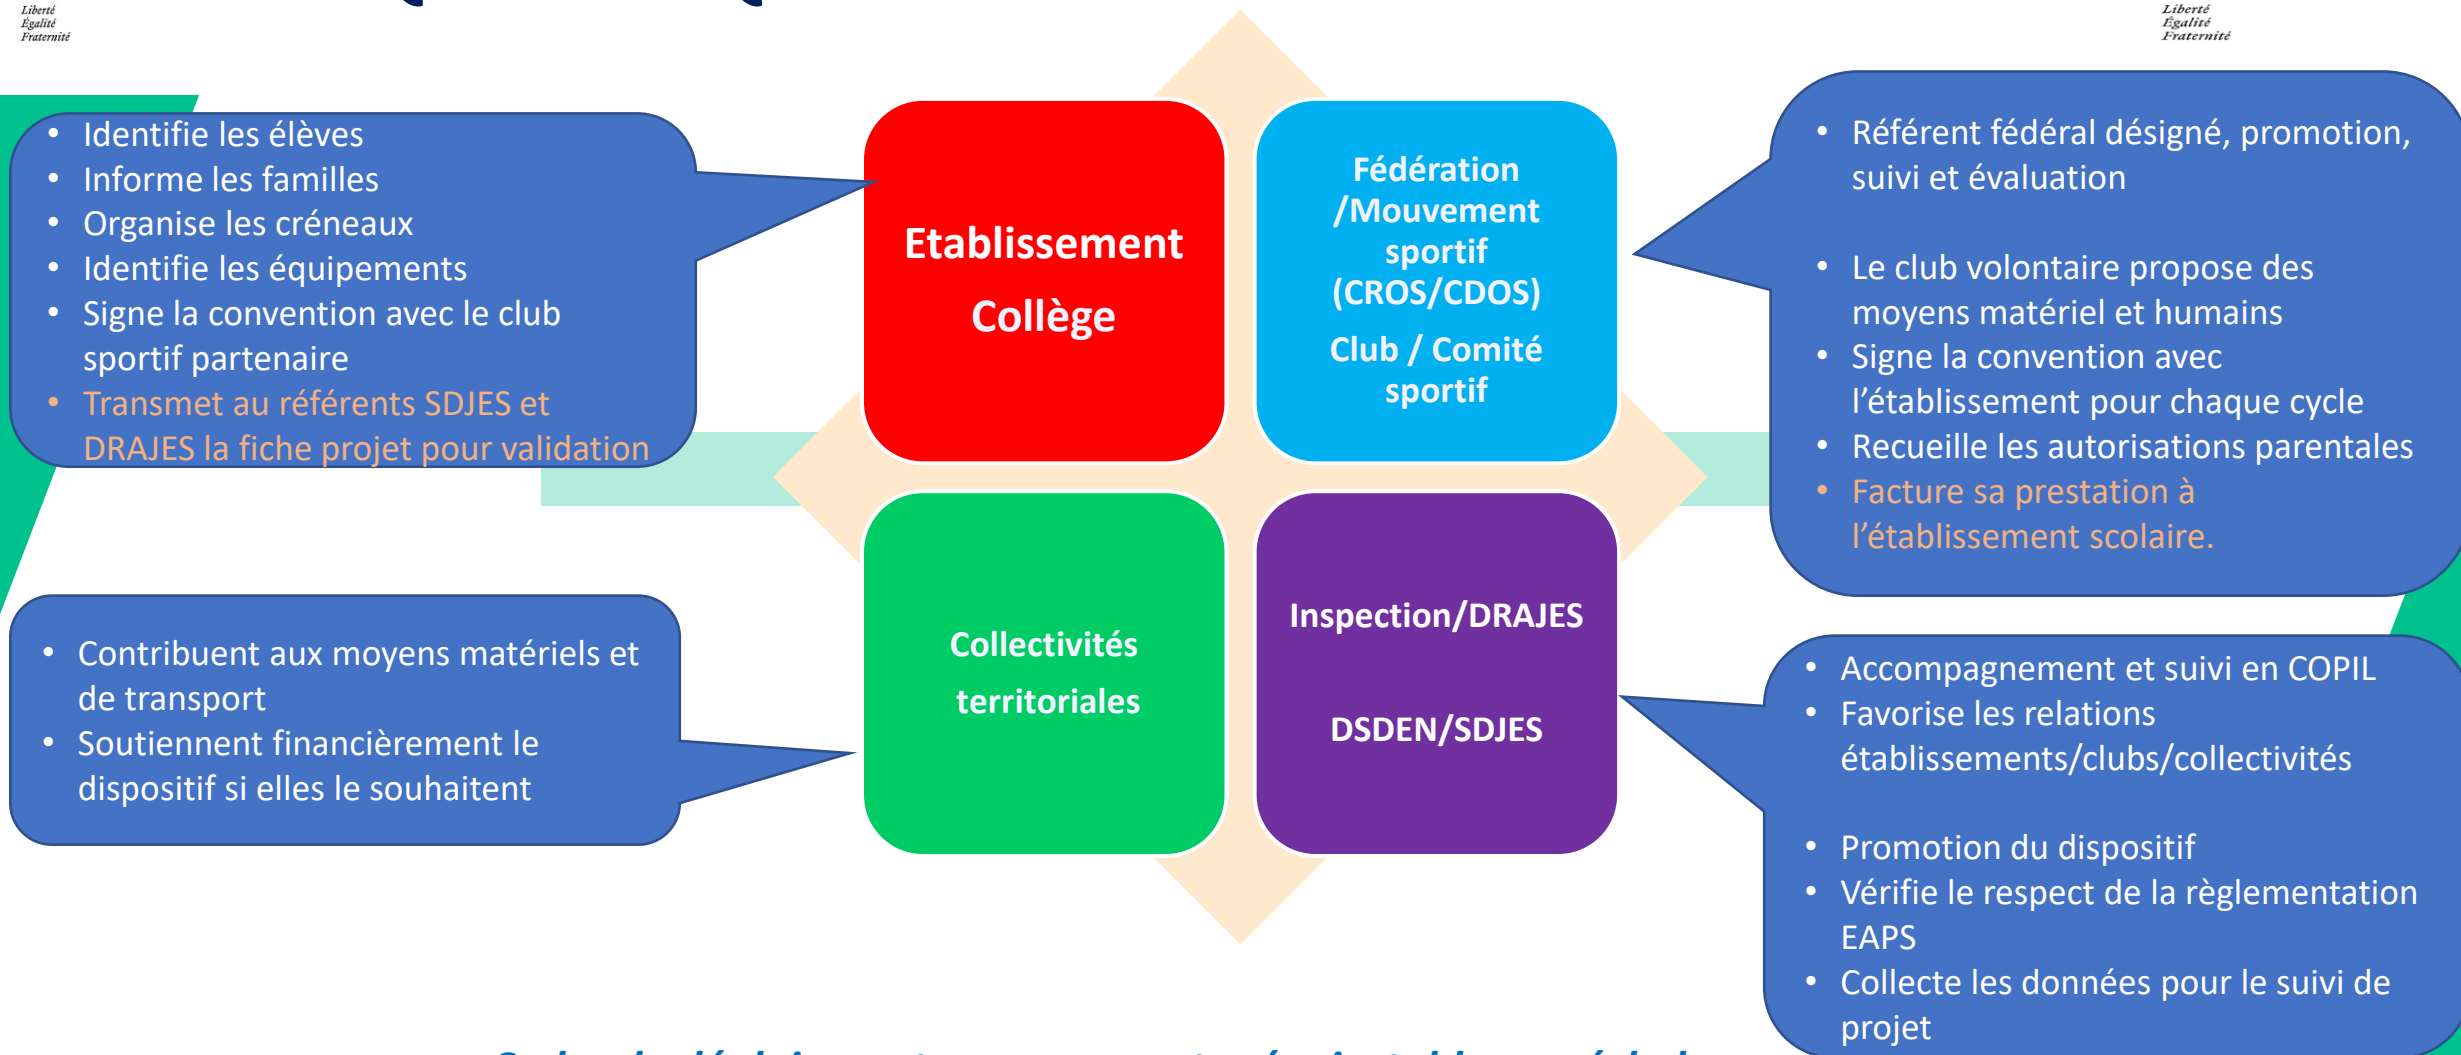 Liberté
Égalité
Fraternité
Liberté
Égalité
Fraternité
• Identifie les élèves
• Informe les familles
• Organise les créneaux
• Identifie les équipements
• Signe la convention avec le club
sportif partenaire
• Transmet au référents SDJES et
DRAJES la fiche projet pour validation
Etablissement
Collège
Fédération
/Mouvement
sportif
(CROS/CDOS)
Club / Comité
sportif
• Référent fédéral désigné, promotion,
suivi et évaluation
• Le club volontaire propose des
moyens matériel et humains
• Signe la convention avec
l’établissement pour chaque cycle
• Recueille les autorisations parentales
• Facture sa prestation à
l’établissement scolaire.
• Contribuent aux moyens matériels et
de transport
• Soutiennent financièrement le
dispositif si elles le souhaitent
Collectivités
territoriales
Inspection/DRAJES
DSDEN/SDJES
• Accompagnement et suivi en COPIL
• Favorise les relations
établissements/clubs/collectivités
• Promotion du dispositif
• Vérifie le respect de la règlementation
EAPS
• Collecte les données pour le suivi de
projet